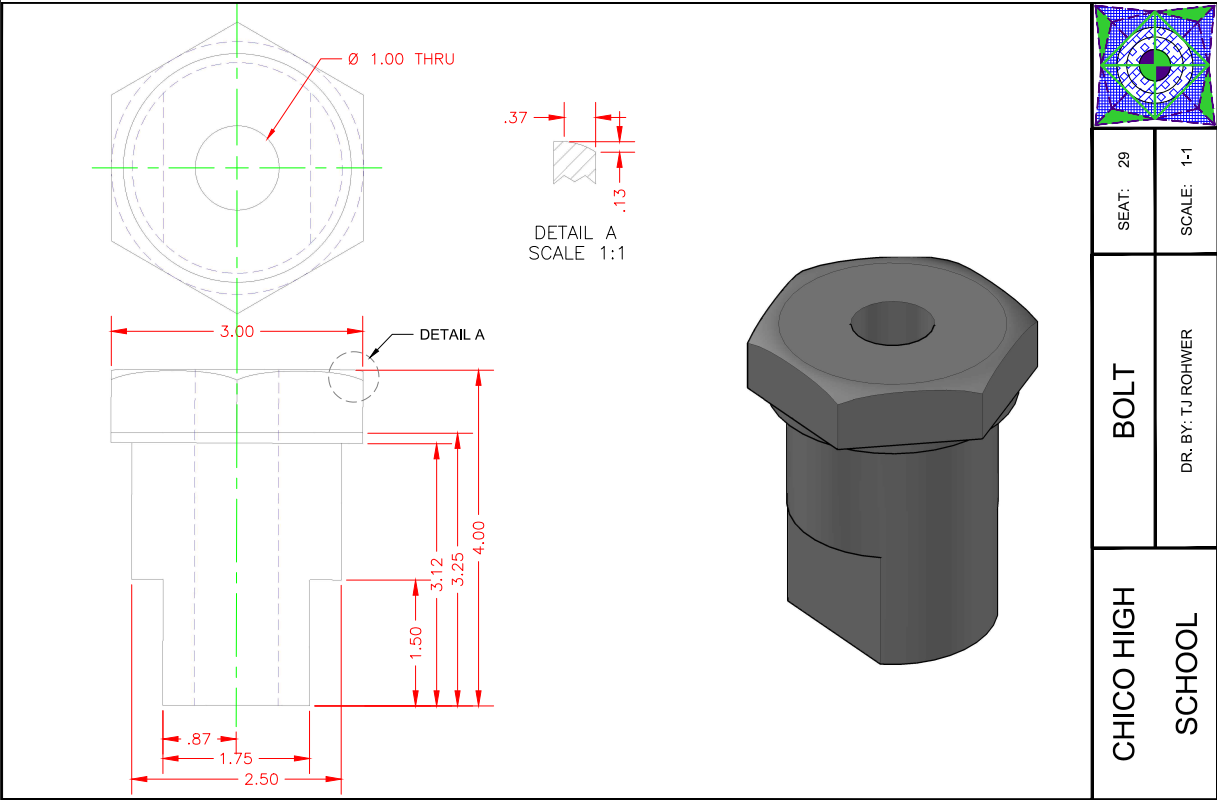 Ø 1.00 THRU
.37
.13
DETAIL A
SCALE 1:1
3.00
DETAIL A
4.00
3.25
3.12
1.50
.87
1.75
2.50
SEAT: 29
SCALE: 1-1
BOLT
DR. BY: TJ ROHWER
CHICO HIGH
SCHOOL